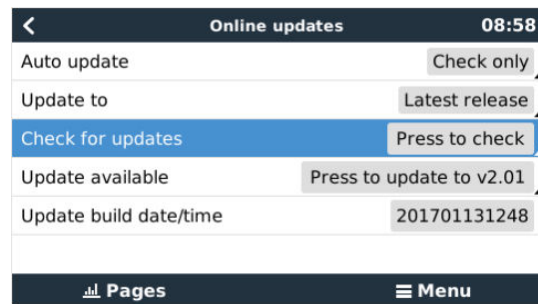 Online updates 08:58
Auto update Check only
Update to Latest release
Check for updates Press to check
Update available Press to update to v2.01
Update build date/time 201701131248
Pages Menu